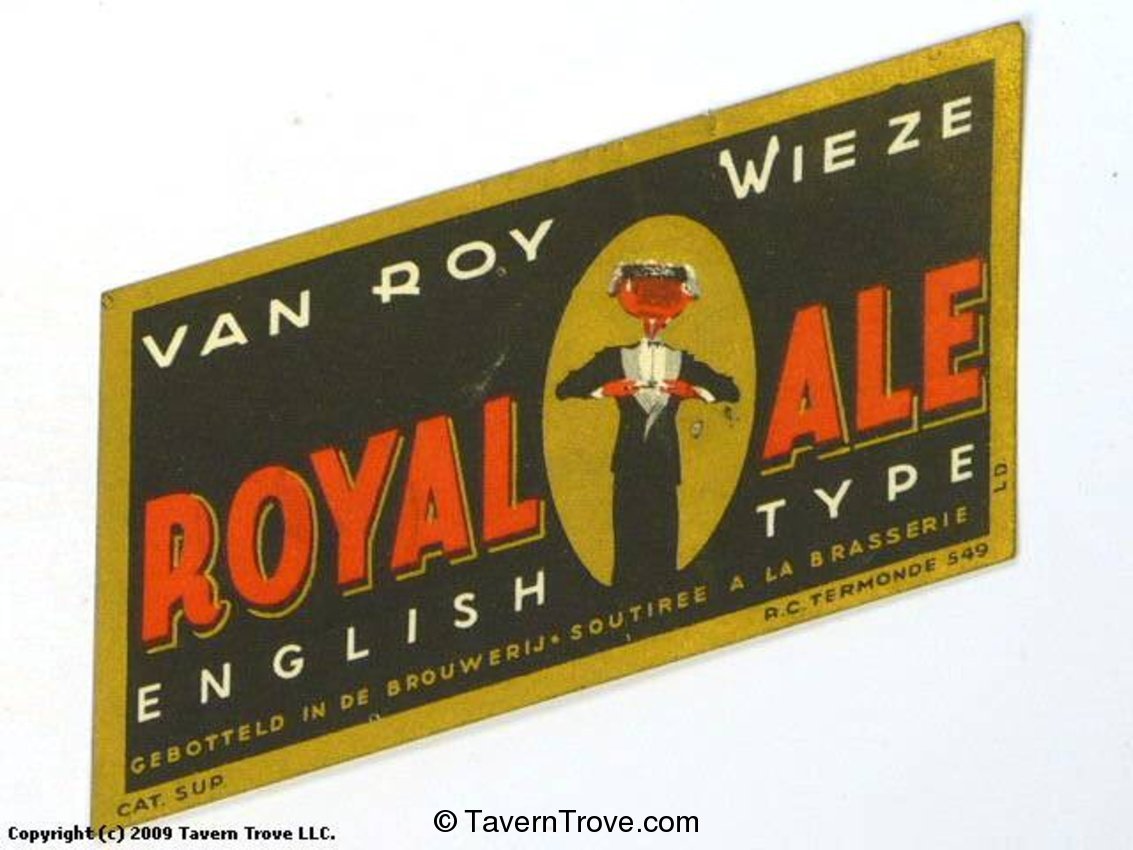 VAN ROY WIEZE
ROYAL ALE
ENGLISH TYPE
GEBOTTELD IN DE BROUWERIJ • SOUTIREE A LA BRASSERIE
CAT. SUP. R.C. TERMONDE 549
L D.
Copyright (c) 2009 Tavern Trove LLC.
© TavernTrove.com